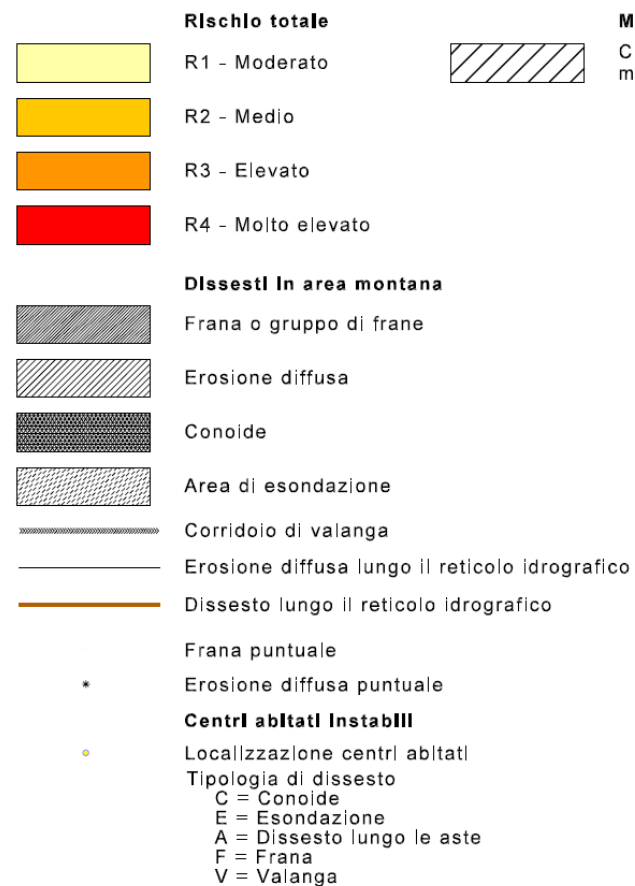 Rischio totale
M
R1 - Moderato
C
m
R2 - Medio
R3 - Elevato
R4 - Molto elevato
Dissesti in area montana
Frana o gruppo di frane
Erosione diffusa
Conoide
Area di esondazione
Corridoio di valanga
Erosione diffusa lungo il reticolo idrografico
Dissesto lungo il reticolo idrografico
Frana puntuale
Erosione diffusa puntuale
Centri abitati instabili
Localizzazione centri abitati
Tipologia di dissesto
C = Conoide
E = Esondazione
A = Dissesto lungo le aste
F = Frana
V = Valanga